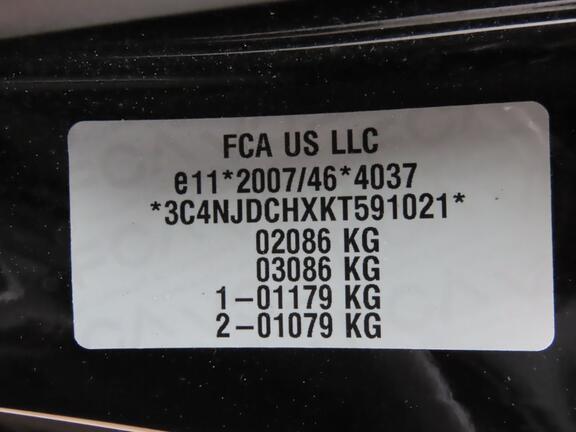 FCA US LLC
e11*2007/46*4037
*3C4NJDCHXKT591021*
02086 KG
03086 KG
1-01179 KG
2-01079 KG